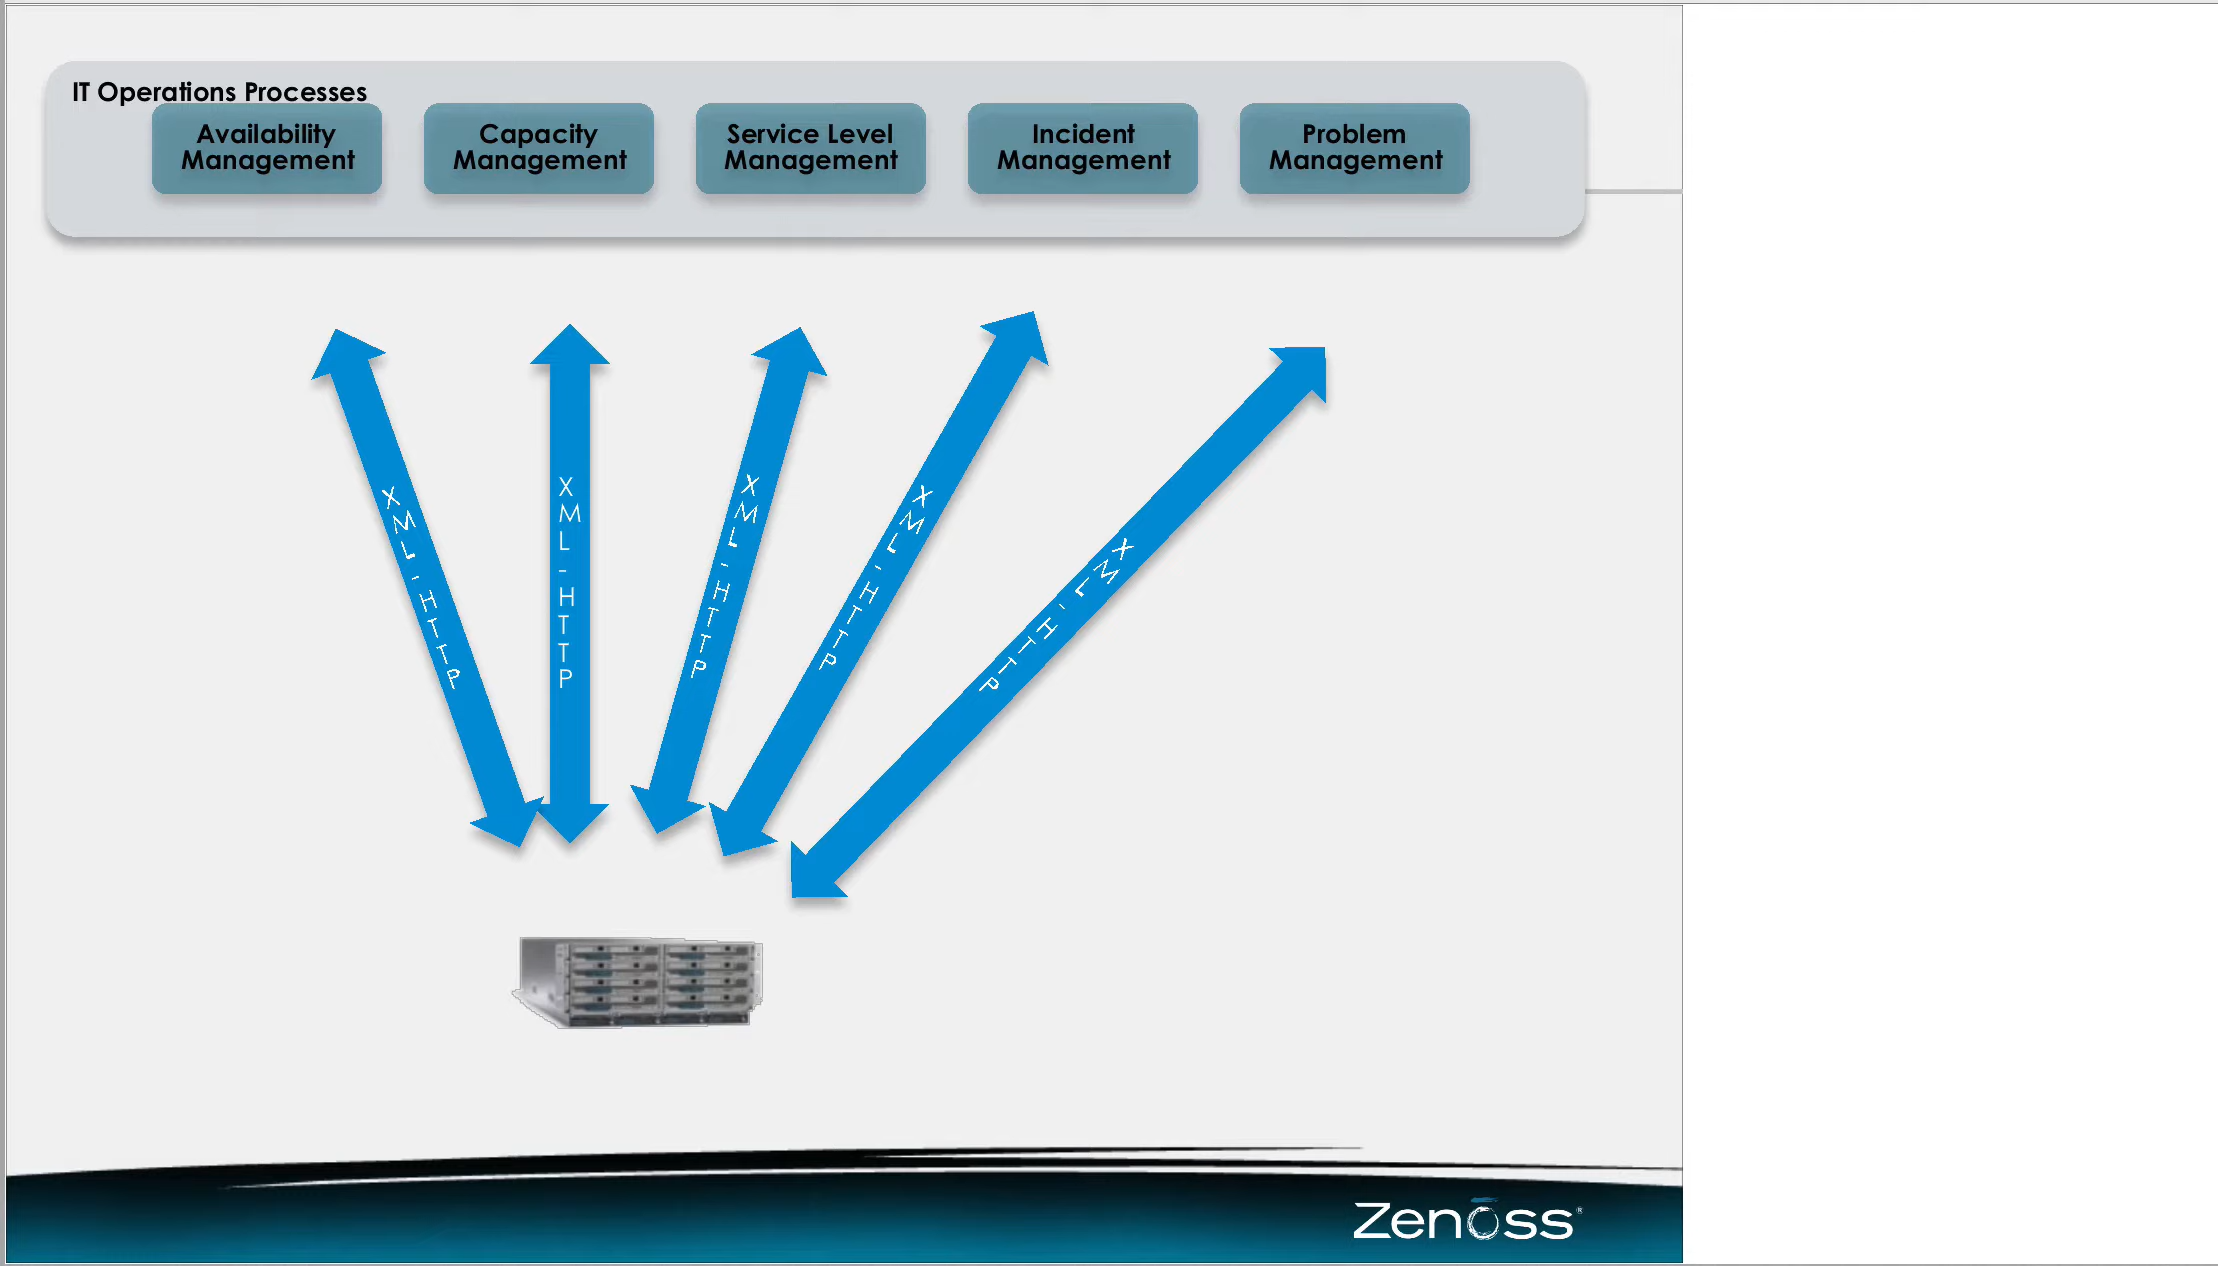 IT Operations Processes
Availability
Management
Capacity
Management
Service Level
Management
Incident
Management
Problem
Management
XML-HTTP
XML-HTTP
XML-HTTP
XML-HTTP
XML-HTTP
Zenoss®